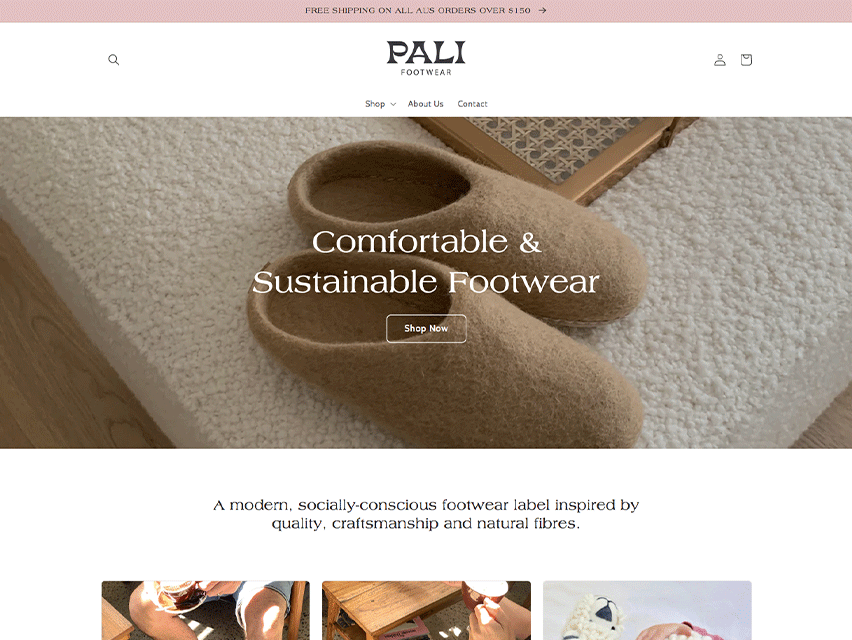 FREE SHIPPING ON ALL AUS ORDERS OVER $150 →
PALI
FOOTWEAR
Shop About Us Contact
Comfortable &
Sustainable Footwear
Shop Now
A modern, socially-conscious footwear label inspired by
quality, craftsmanship and natural fibres.